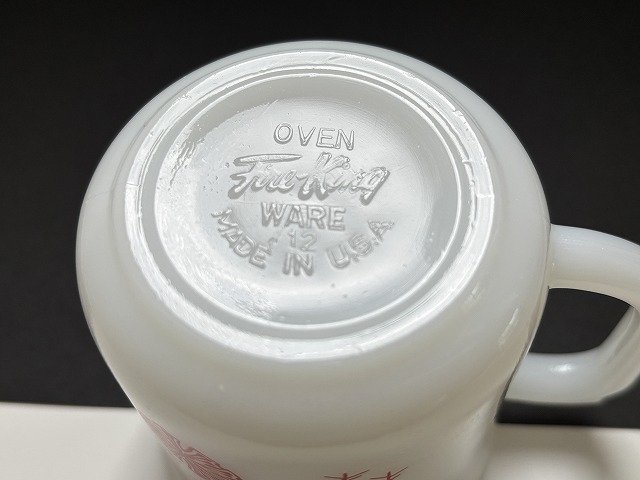 OVEN
Fire-King
WARE
12
MADE IN U.S.A